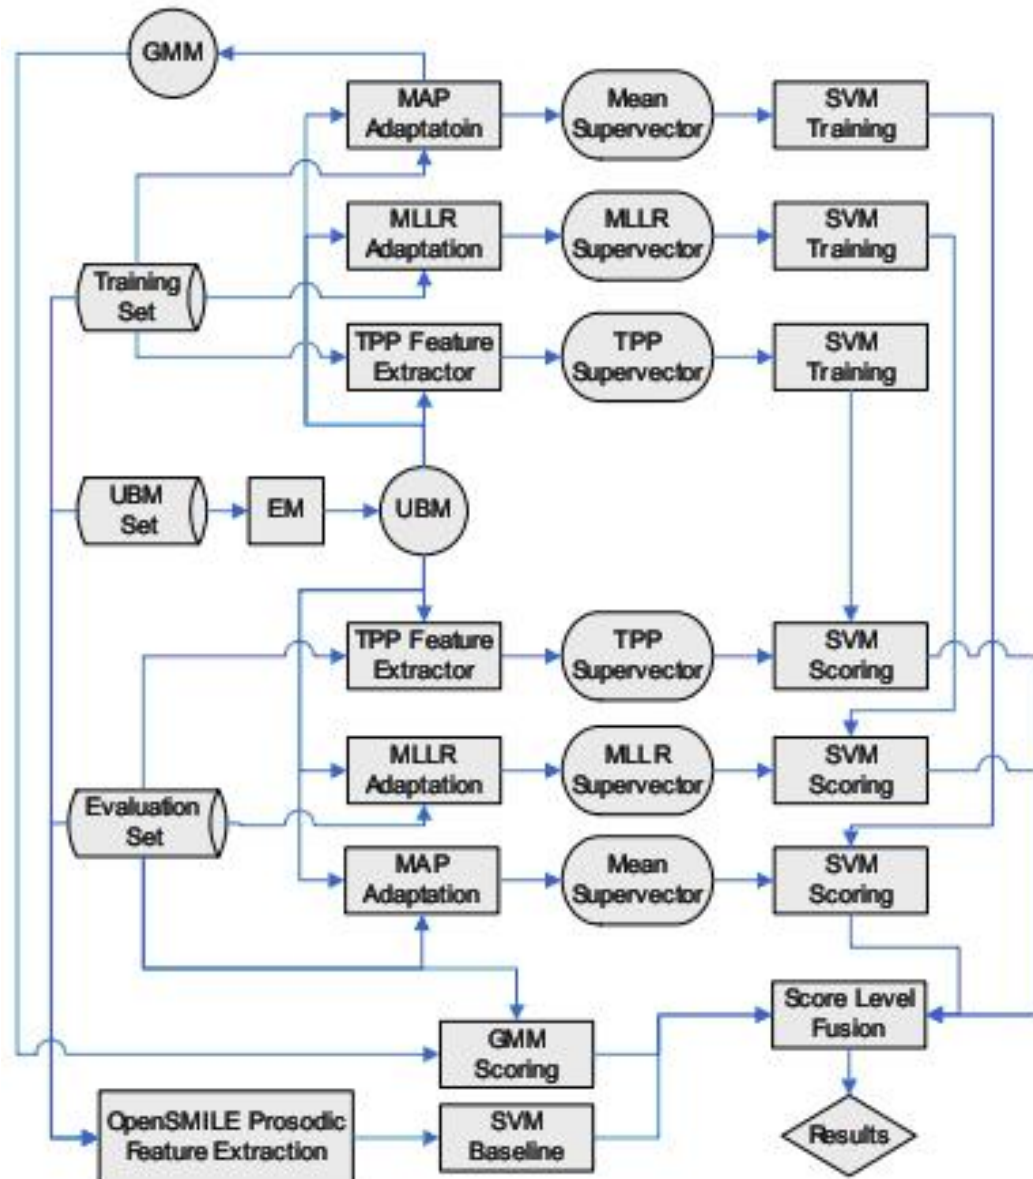 GMM
MAP
Adaptatoin
Mean
Supervector
SVM
Training
MLLR
Adaptation
MLLR
Supervector
SVM
Training
Training
Set
TPP Feature
Extractor
TPP
Supervector
SVM
Training
UBM
Set
EM
UBM
TPP Feature
Extractor
TPP
Supervector
SVM
Scoring
MLLR
Adaptation
MLLR
Supervector
SVM
Scoring
Evaluation
Set
MAP
Adaptation
Mean
Supervector
SVM
Scoring
Score Level
Fusion
GMM
Scoring
OpenSMILE Prosodic
Feature Extraction
SVM
Baseline
Results